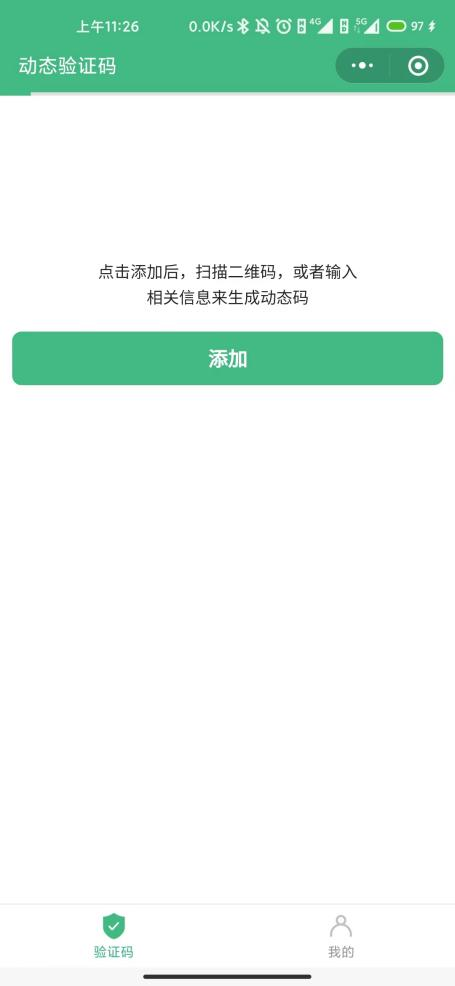 上午11:26
0.0K/s
4G
5G
97
动态验证码
点击添加后，扫描二维码，或者输入
相关信息来生成动态码
添加
验证码
我的